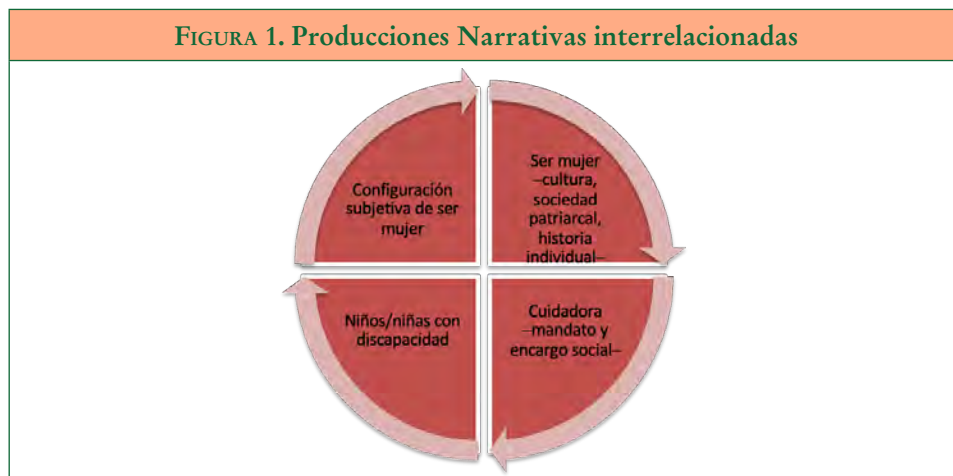 FIGURA 1. Producciones Narrativas interrelacionadas
Configuración
subjetiva de ser
mujer
Ser mujer
–cultura,
sociedad
patriarcal,
historia
individual–
Niños/niñas con
discapacidad
Cuidadora
–mandato y
encargo social–